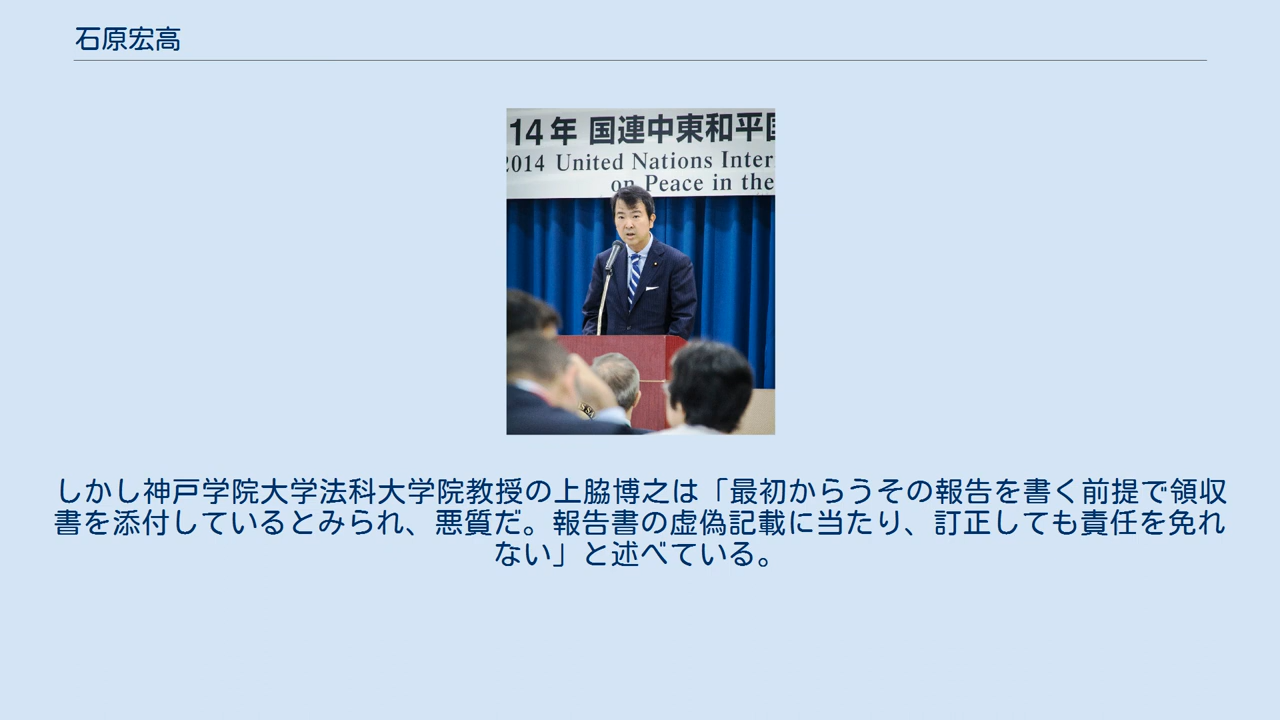 石原宏高
14年 国連中東和平
2014 United Nations Inter
on Peace in the
しかし神戸学院大学法科大学院教授の上脇博之は「最初からうその報告を書く前提で領収
書を添付しているとみられ、悪質だ。報告書の虚偽記載に当たり、訂正しても責任を免れ
ない」と述べている。